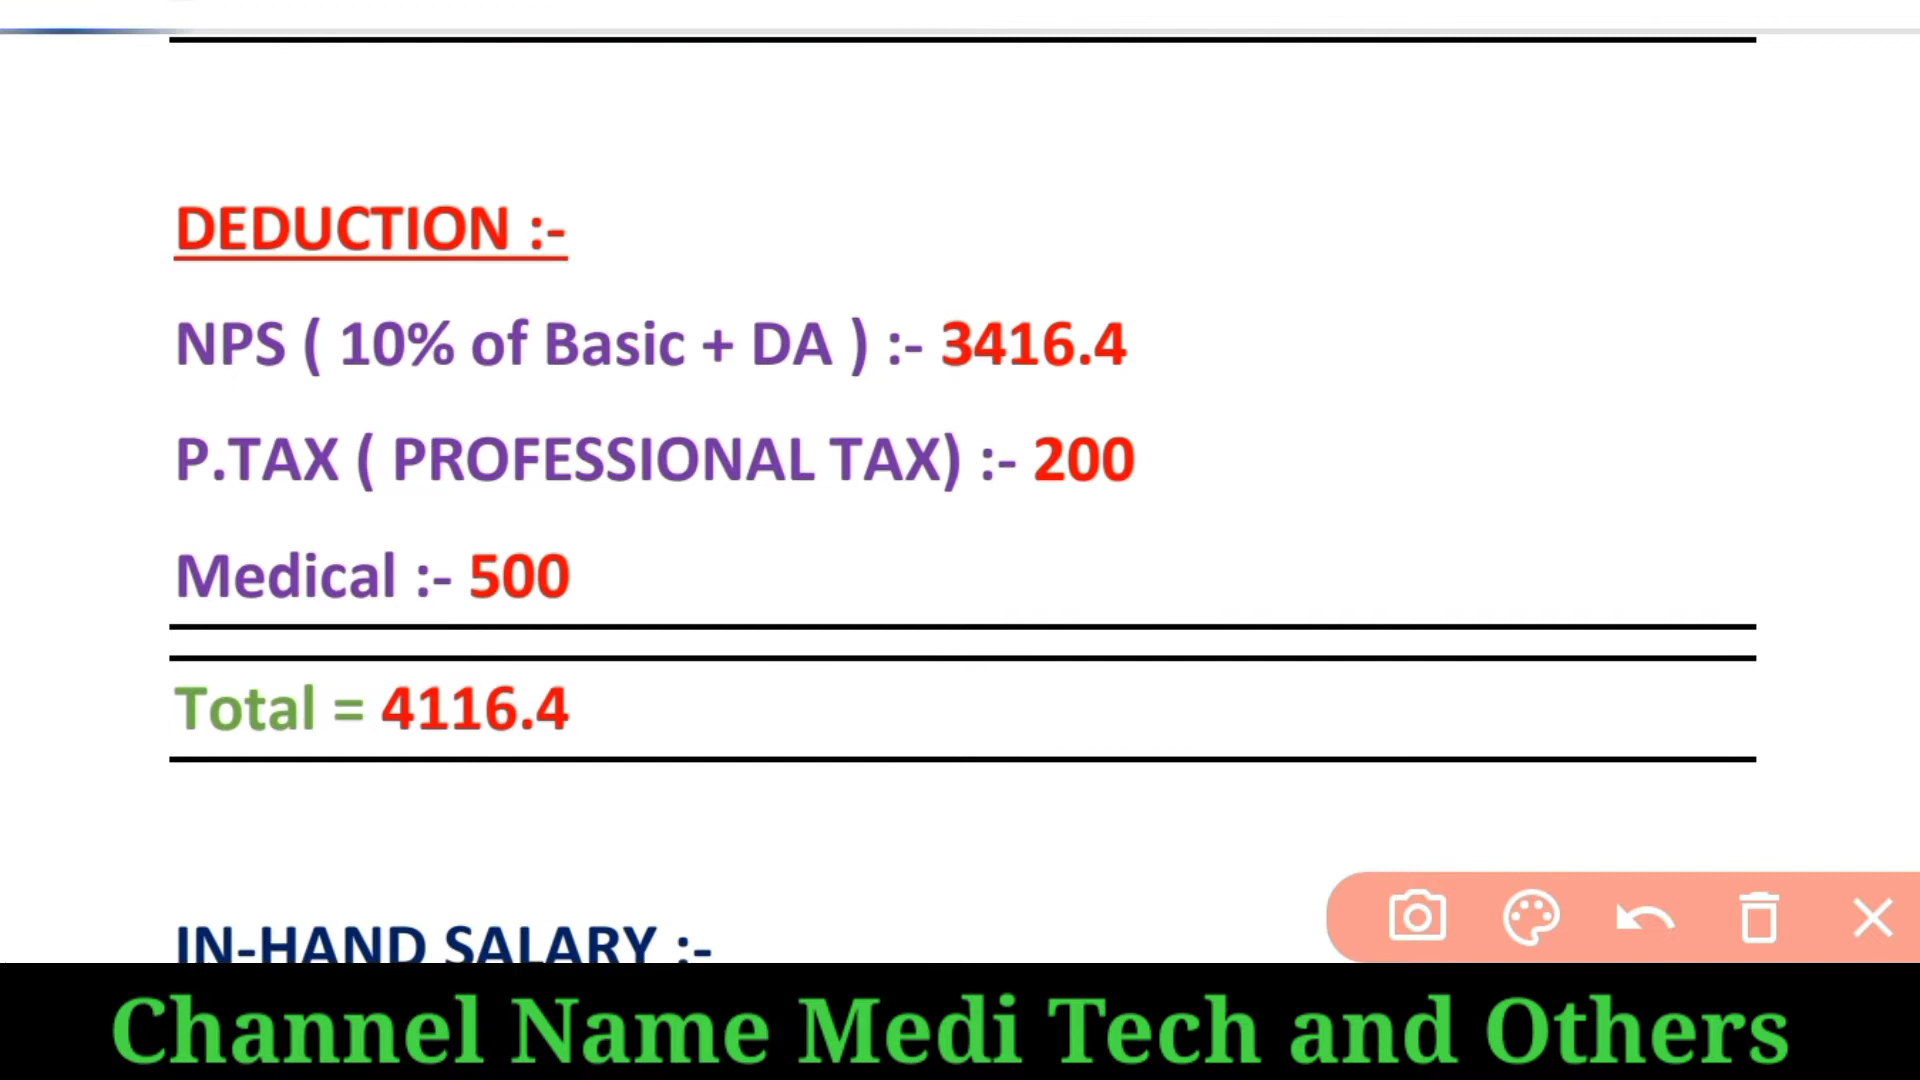 DEDUCTION :-
NPS ( 10% of Basic + DA ) :- 3416.4
P.TAX ( PROFESSIONAL TAX) :- 200
Medical :- 500
Total = 4116.4
IN-HAND SALARY :-
Channel Name Medi Tech and Others